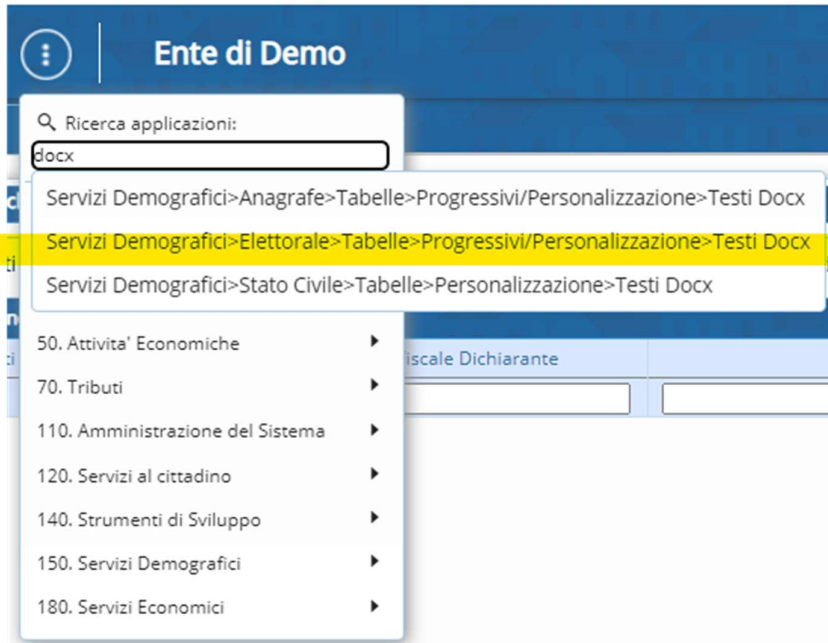 Ente di Demo
Ricerca applicazioni:
docx
Servizi Demografici>Anagrafe>Tabelle>Progressivi/Personalizzazione>Testi Docx
Servizi Demografici>Elettorale>Tabelle>Progressivi/Personalizzazione>Testi Docx
Servizi Demografici>Stato Civile>Tabelle>Personalizzazione>Testi Docx
50. Attivita' Economiche
iscale Dichiarante
70. Tributi
110. Amministrazione del Sistema
120. Servizi al cittadino
140. Strumenti di Sviluppo
150. Servizi Demografici
180. Servizi Economici